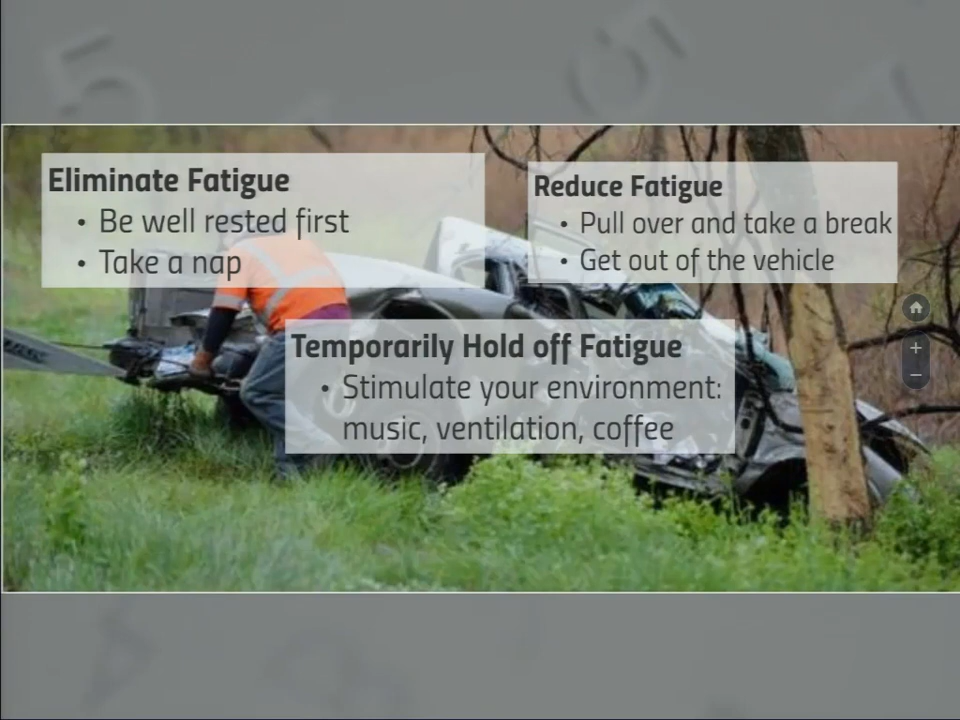 Eliminate Fatigue
• Be well rested first
• Take a nap
Reduce Fatigue
• Pull over and take a break
• Get out of the vehicle
Temporarily Hold off Fatigue
• Stimulate your environment:
music, ventilation, coffee